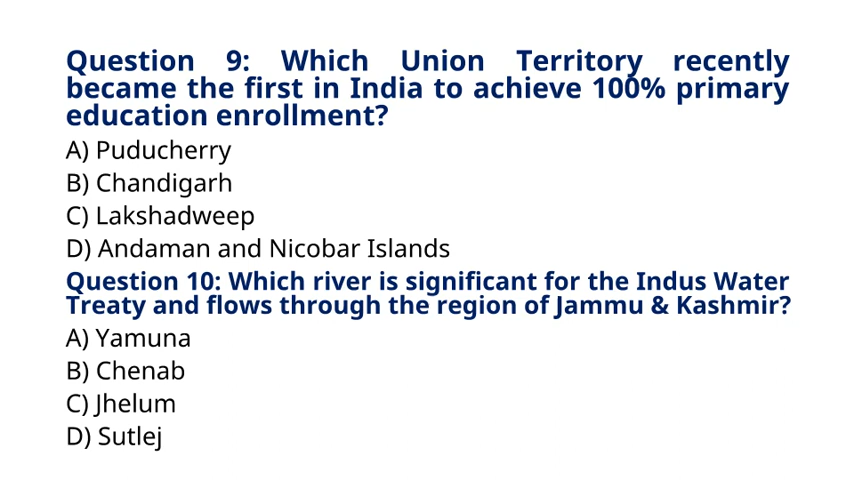 Question 9: Which Union Territory recently
became the first in India to achieve 100% primary
education enrollment?
A) Puducherry
B) Chandigarh
C) Lakshadweep
D) Andaman and Nicobar Islands
Question 10: Which river is significant for the Indus Water
Treaty and flows through the region of Jammu & Kashmir?
A) Yamuna
B) Chenab
C) Jhelum
D) Sutlej